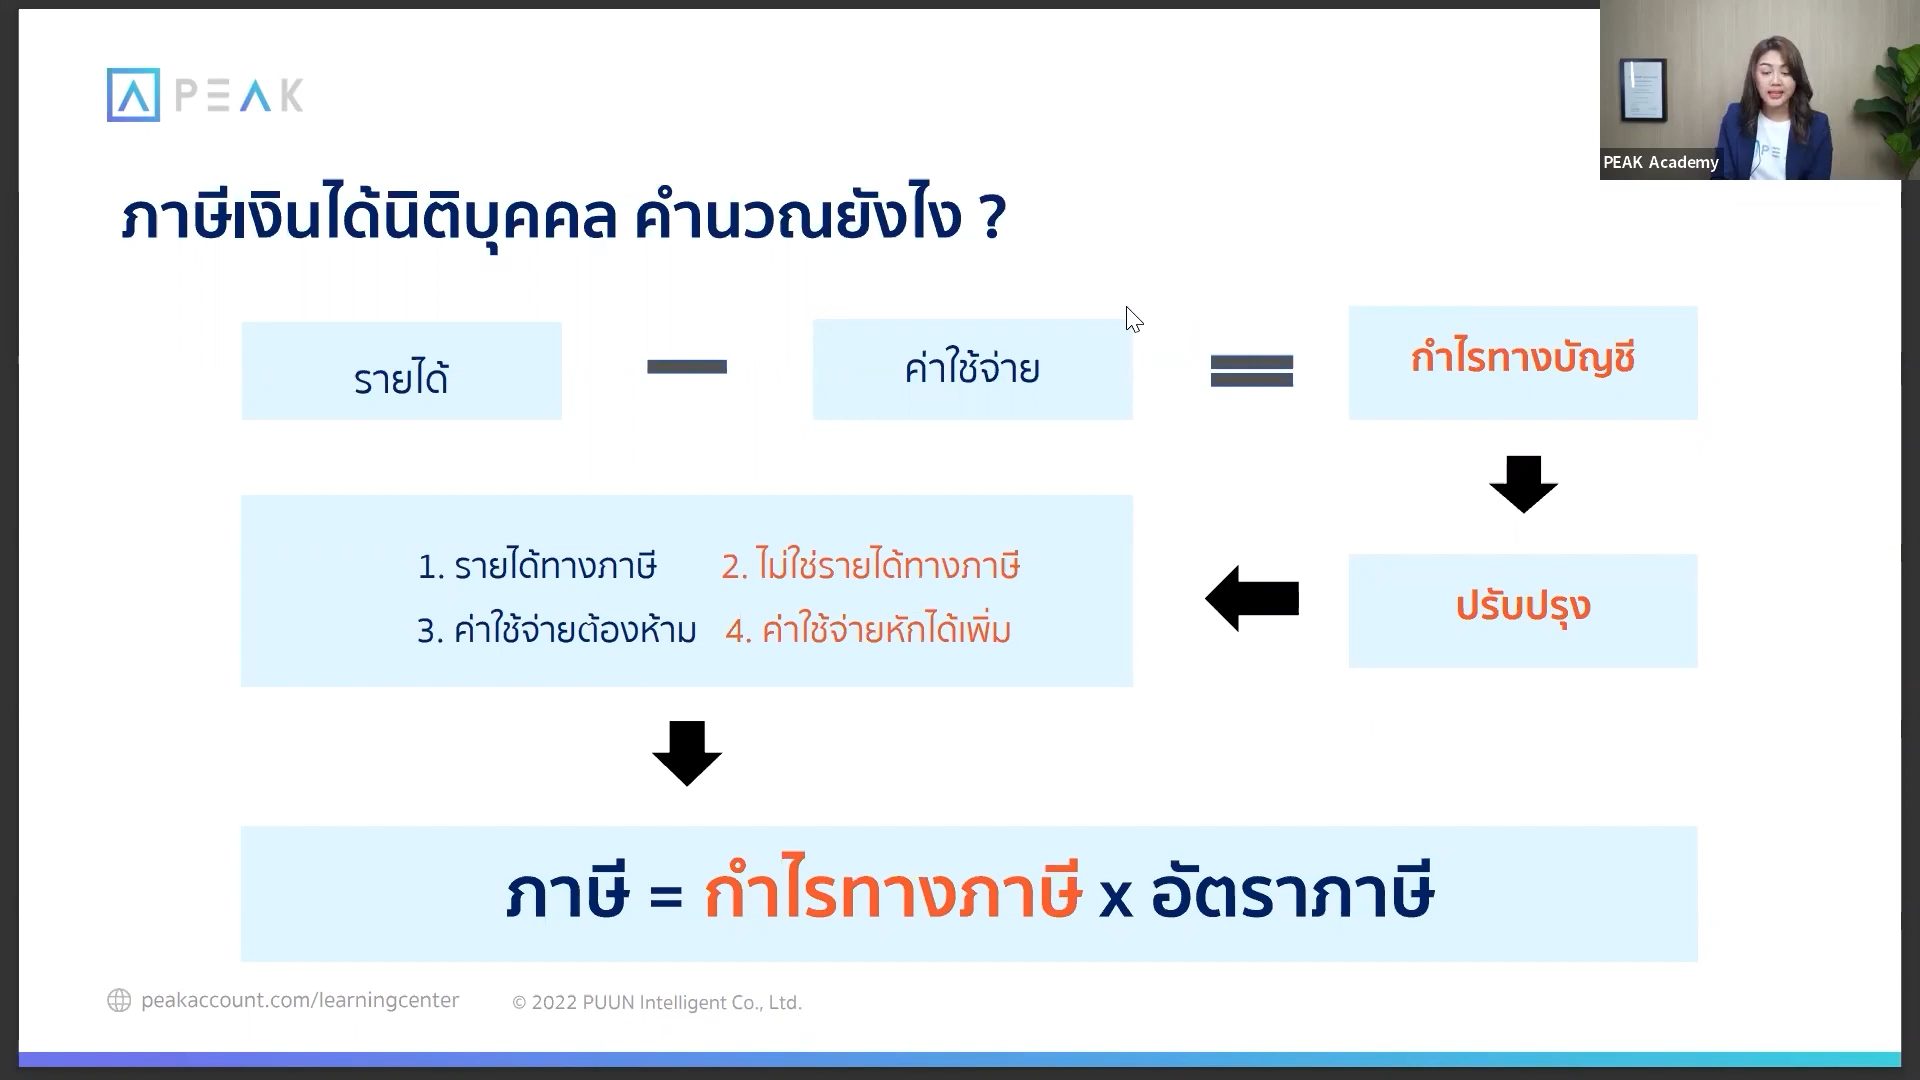 PEAK
PEAK Academy
ภาษีเงินได้นิติบุคคล คำนวณยังไง ?
รายได้
ค่าใช้จ่าย
กำไรทางบัญชี
1. รายได้ทางภาษี 2. ไม่ใช่รายได้ทางภาษี
3. ค่าใช้จ่ายต้องห้าม 4. ค่าใช้จ่ายหักได้เพิ่ม
ปรับปรุง
ภาษี = กำไรทางภาษี x อัตราภาษี
peakaccount.com/learningcenter
© 2022 PUUN Intelligent Co., Ltd.